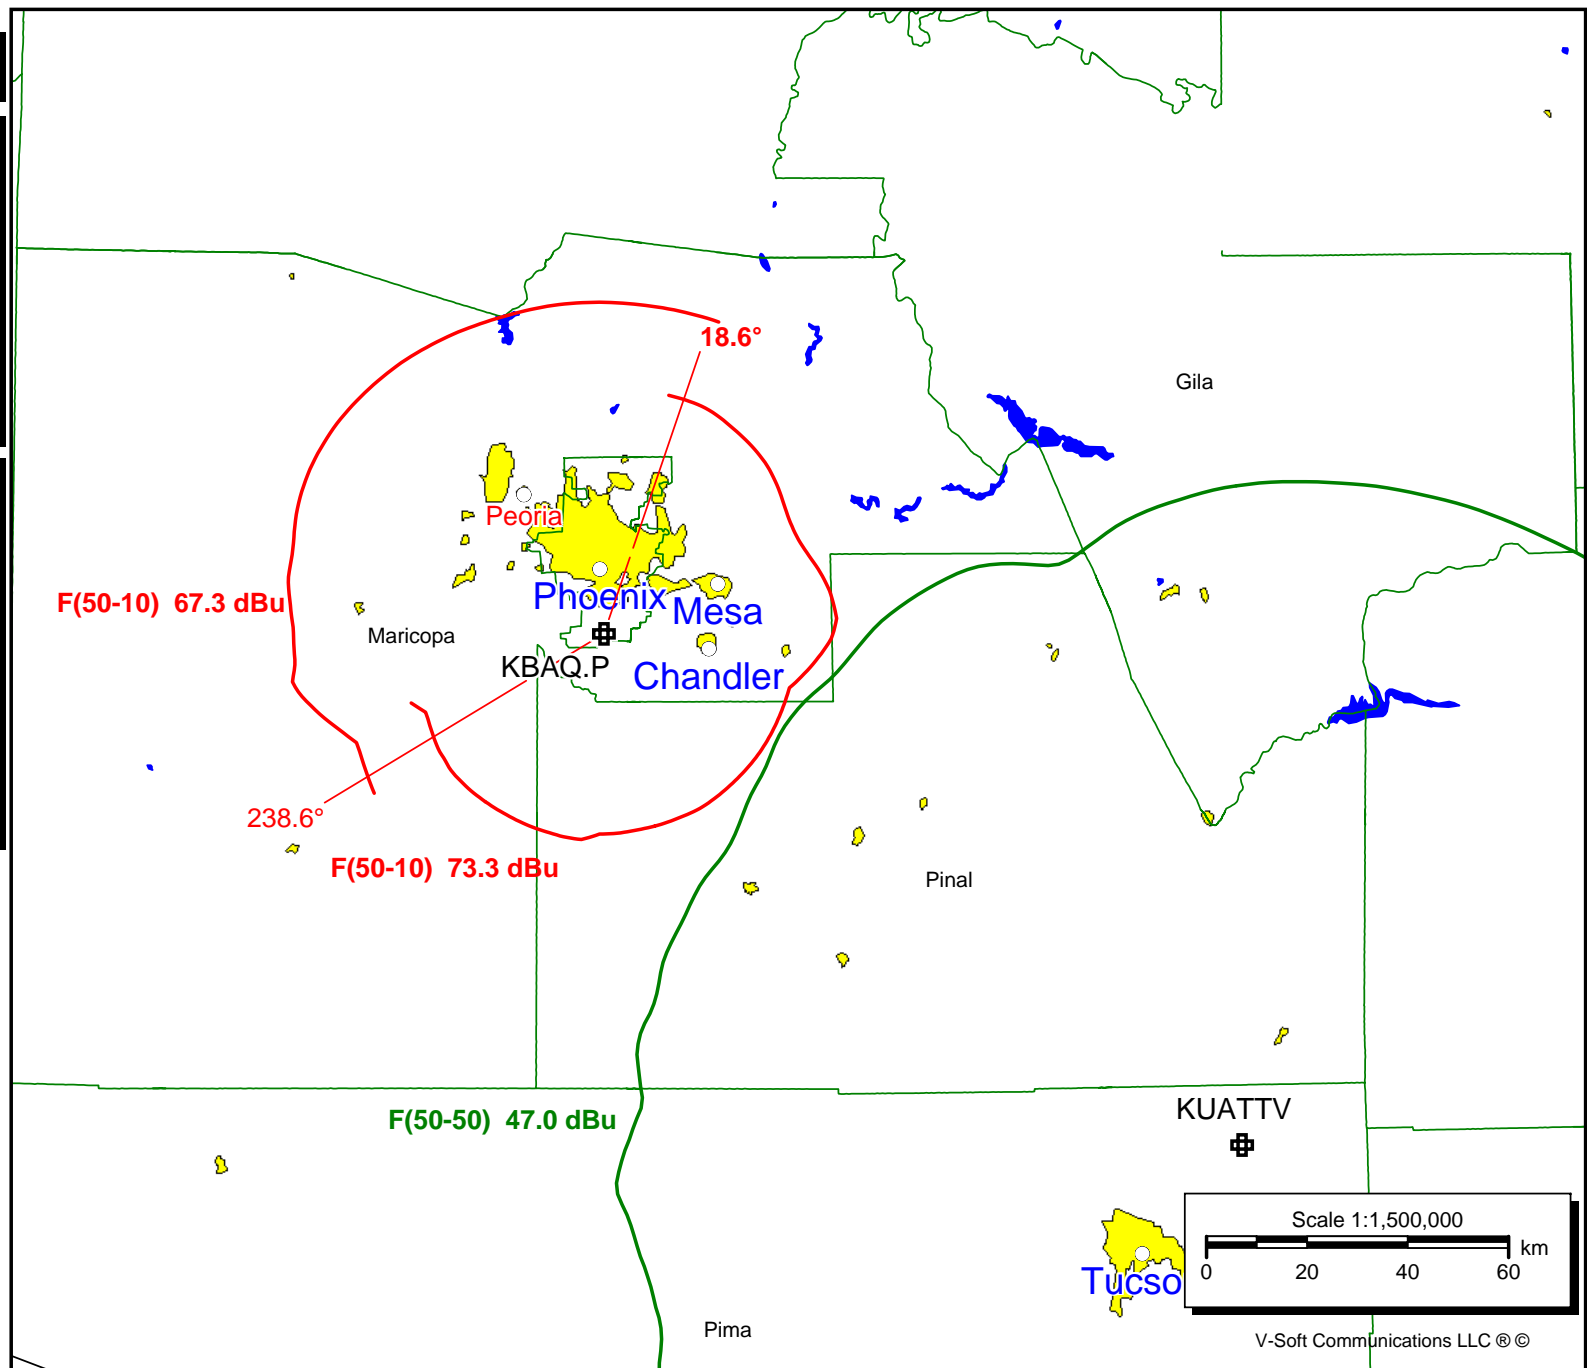 18.6°
Gila
Peoria
Phoenix
Mesa
F(50-10) 67.3 dBu
Maricopa
KBAQ.P
Chandler
238.6°
F(50-10) 73.3 dBu
Pinal
KUATTV
F(50-50) 47.0 dBu
Scale 1:1,500,000
km
0 20 40 60
Tucso
Pima
V-Soft Communications LLC ® ©